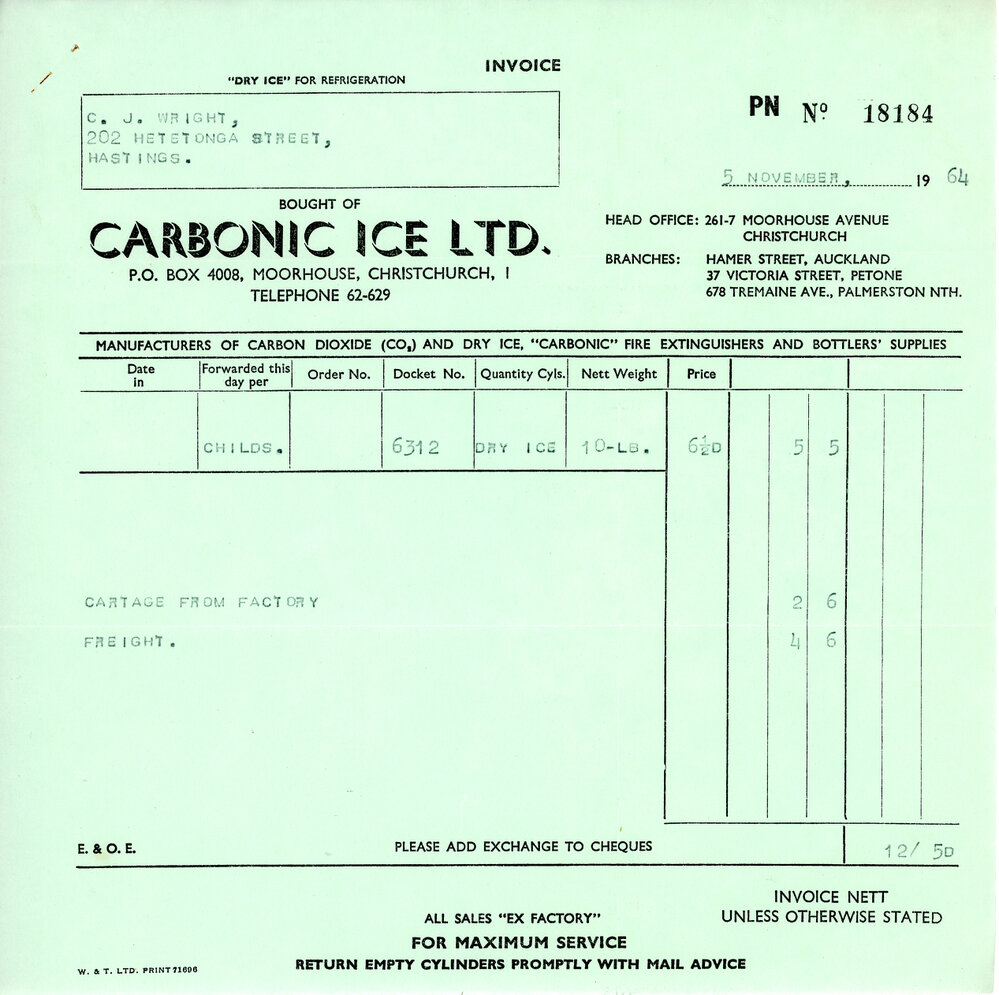 INVOICE
"DRY ICE" FOR REFRIGERATION
C. J. WRIGHT,
202 HETETONGA STREET,
HASTINGS.
PN Nº 18184
5 NOVEMBER, 19 64
BOUGHT OF
CARBONIC ICE LTD.
P.O. BOX 4008, MOORHOUSE, CHRISTCHURCH, 1
TELEPHONE 62-629
HEAD OFFICE: 261-7 MOORHOUSE AVENUE
CHRISTCHURCH
BRANCHES: HAMER STREET, AUCKLAND
37 VICTORIA STREET, PETONE
678 TREMAINE AVE., PALMERSTON NTH.
MANUFACTURERS OF CARBON DIOXIDE (CO₂) AND DRY ICE, "CARBONIC" FIRE EXTINGUISHERS AND BOTTLERS' SUPPLIES
Date in Forwarded this day per Order No. Docket No. Quantity Cyls. Nett Weight Price
CHILDS. 6312 DRY ICE 10-LB. 6½D 5 5
CARTAGE FROM FACTORY 2 6
FREIGHT. 4 6
E. & O. E. PLEASE ADD EXCHANGE TO CHEQUES 12/ 5D
INVOICE NETT
UNLESS OTHERWISE STATED
ALL SALES "EX FACTORY"
FOR MAXIMUM SERVICE
RETURN EMPTY CYLINDERS PROMPTLY WITH MAIL ADVICE
W. & T. LTD. PRINT 71696